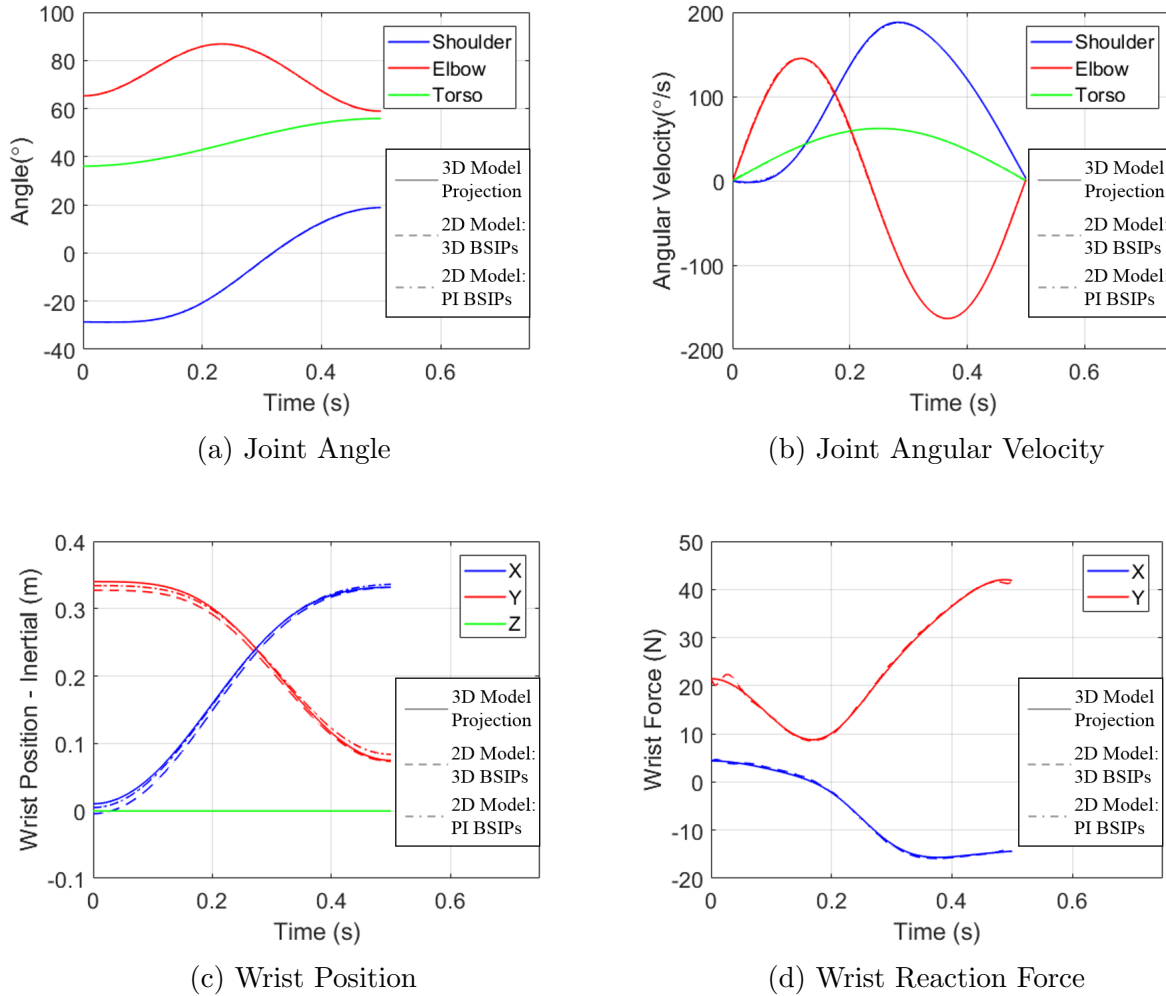 100
80
60
40
20
0
-20
-40
Angle(°)
0
0.2
0.4
0.6
Time (s)
Shoulder
Elbow
Torso
3D Model
Projection
2D Model:
3D BSIPs
2D Model:
PI BSIPs
(a) Joint Angle
200
100
0
-100
-200
Angular Velocity(°/s)
0
0.2
0.4
0.6
Time (s)
Shoulder
Elbow
Torso
3D Model
Projection
2D Model:
3D BSIPs
2D Model:
PI BSIPs
(b) Joint Angular Velocity
0.4
0.3
0.2
0.1
0
-0.1
Wrist Position - Inertial (m)
0
0.2
0.4
0.6
Time (s)
X
Y
Z
3D Model
Projection
2D Model:
3D BSIPs
2D Model:
PI BSIPs
(c) Wrist Position
50
40
30
20
10
0
-10
-20
Wrist Force (N)
0
0.2
0.4
0.6
Time (s)
X
Y
3D Model
Projection
2D Model:
3D BSIPs
2D Model:
PI BSIPs
(d) Wrist Reaction Force